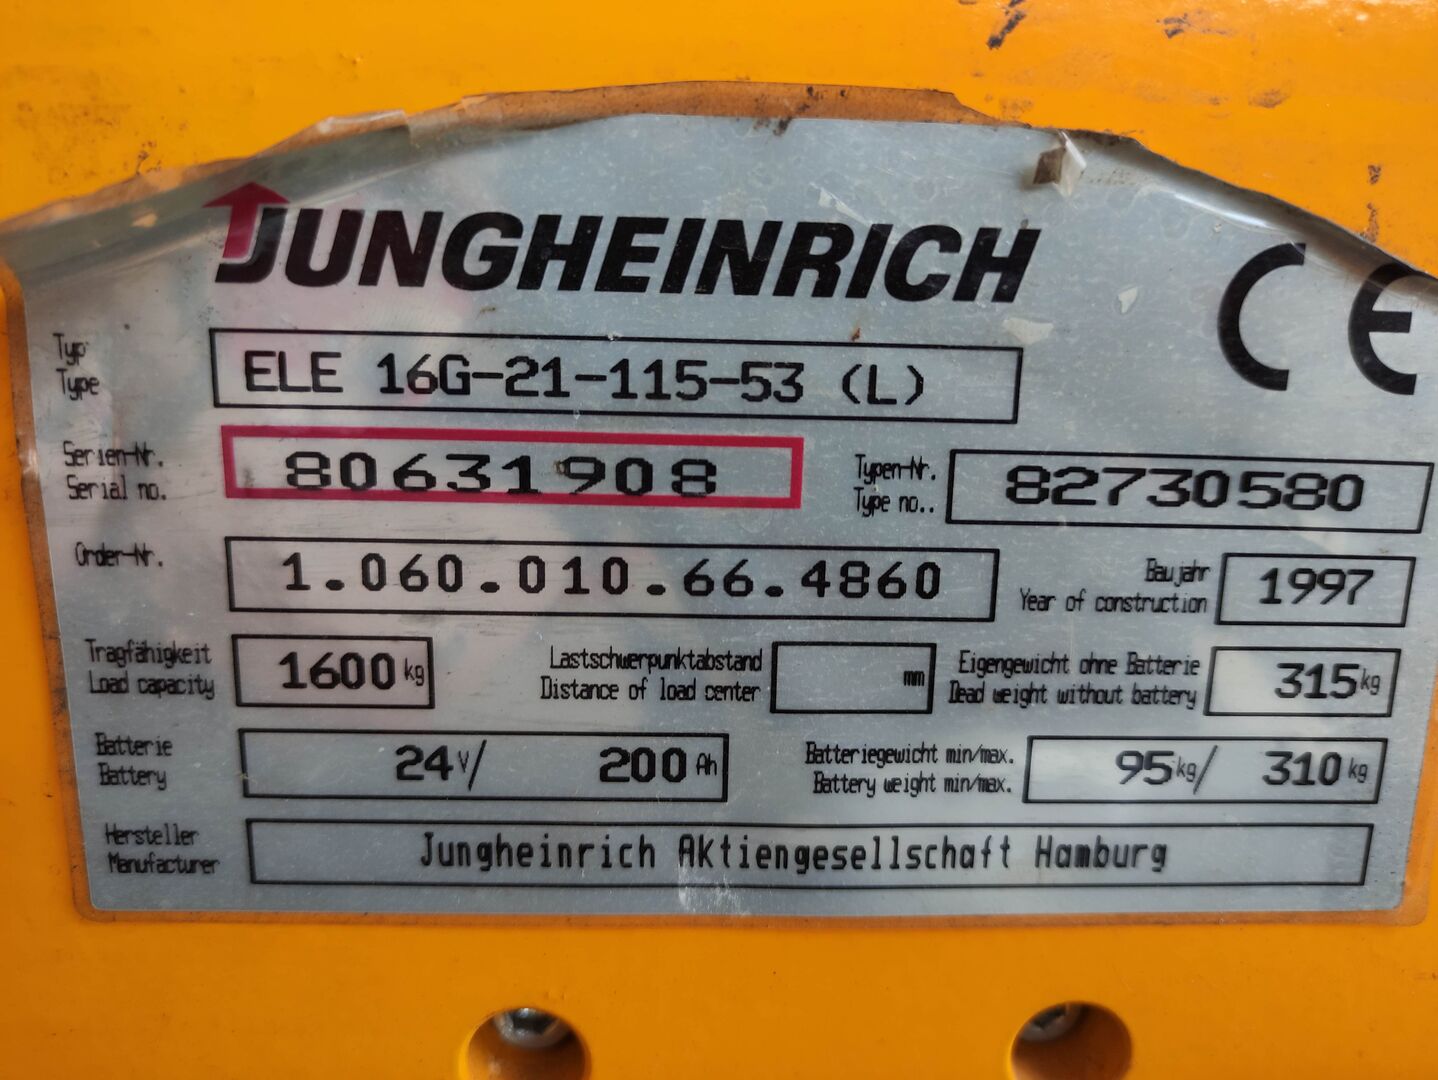 JUNGHEINRICH
CE
Typ
Type
ELE 16G-21-115-53 (L)
Serien-Nr.
Serial no.
80631908
Typen-Nr.
Type no..
82730580
Order-Nr.
1.060.010.66.4860
Baujahr
Year of construction
1997
Tragfähigkeit
Load capacity
1600 kg
Lastschwerpunktabstand
Distance of load center
mm
Eigengewicht ohne Batterie
Dead weight without battery
315 kg
Batterie
Battery
24 V/ 200 Ah
Batteriegewicht min/max.
Battery weight min/max.
95 kg/ 310 kg
Hersteller
Manufacturer
Jungheinrich Aktiengesellschaft Hamburg